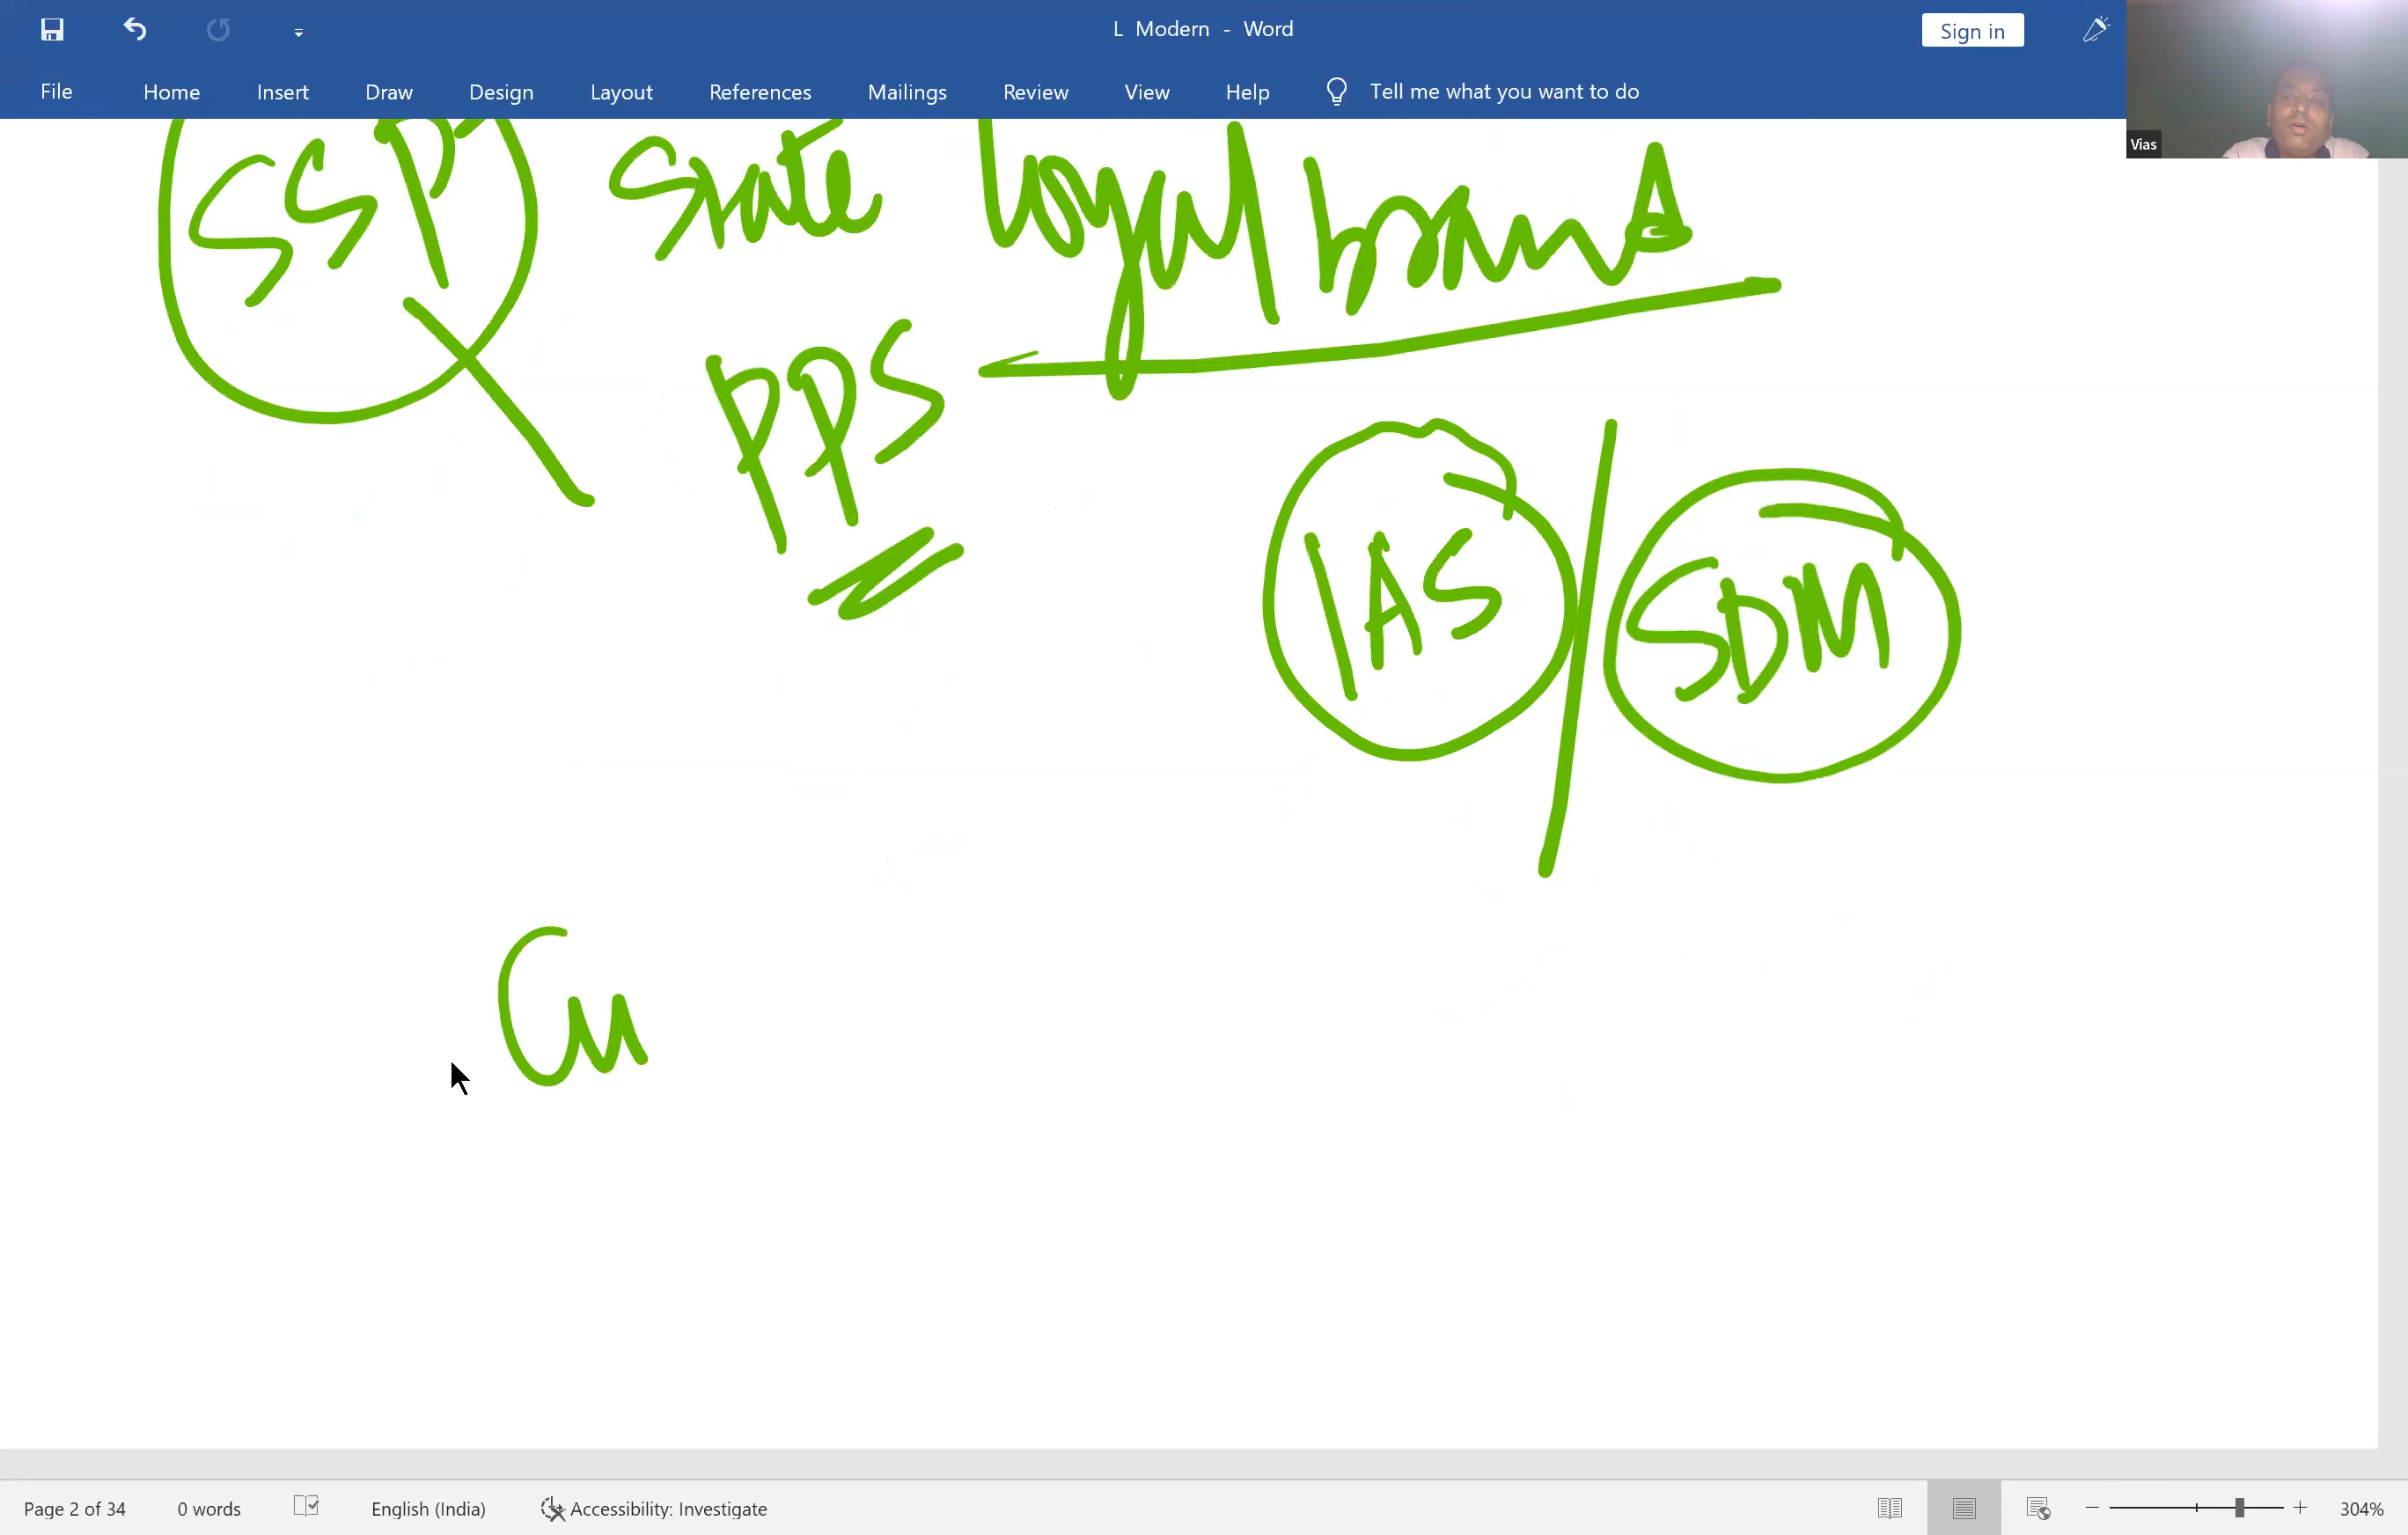 L Modern - Word
Sign in
File Home Insert Draw Design Layout References Mailings Review View Help Tell me what you want to do
Vias
SSP State loyal
PPS
IAS / SDM
Cu
Page 2 of 34 0 words English (India) Accessibility: Investigate 304%